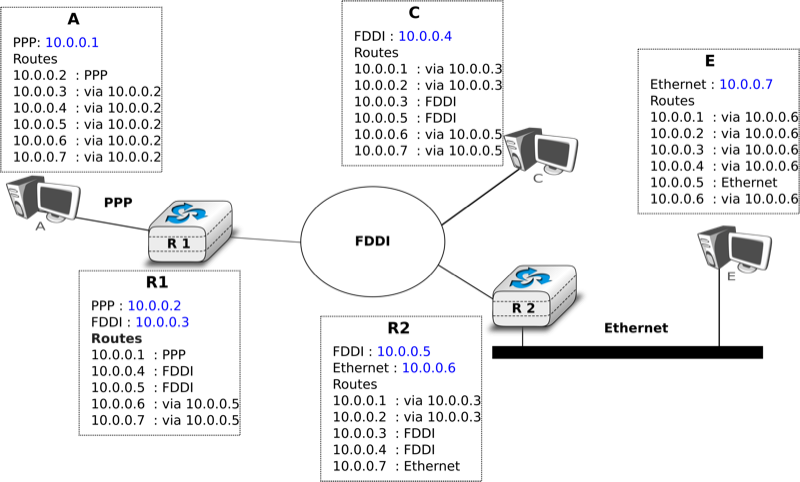 A
PPP: 10.0.0.1
Routes
10.0.0.2 : PPP
10.0.0.3 : via 10.0.0.2
10.0.0.4 : via 10.0.0.2
10.0.0.5 : via 10.0.0.2
10.0.0.6 : via 10.0.0.2
10.0.0.7 : via 10.0.0.2
C
FDDI : 10.0.0.4
Routes
10.0.0.1 : via 10.0.0.3
10.0.0.2 : via 10.0.0.3
10.0.0.3 : FDDI
10.0.0.5 : FDDI
10.0.0.6 : via 10.0.0.5
10.0.0.7 : via 10.0.0.5
E
Ethernet : 10.0.0.7
Routes
10.0.0.1 : via 10.0.0.6
10.0.0.2 : via 10.0.0.6
10.0.0.3 : via 10.0.0.6
10.0.0.4 : via 10.0.0.6
10.0.0.5 : Ethernet
10.0.0.6 : via 10.0.0.6
A
PPP
R 1
FDDI
C
R 2
E
Ethernet
R1
PPP : 10.0.0.2
FDDI : 10.0.0.3
Routes
10.0.0.1 : PPP
10.0.0.4 : FDDI
10.0.0.5 : FDDI
10.0.0.6 : via 10.0.0.5
10.0.0.7 : via 10.0.0.5
R2
FDDI : 10.0.0.5
Ethernet : 10.0.0.6
Routes
10.0.0.1 : via 10.0.0.3
10.0.0.2 : via 10.0.0.3
10.0.0.3 : FDDI
10.0.0.4 : FDDI
10.0.0.7 : Ethernet